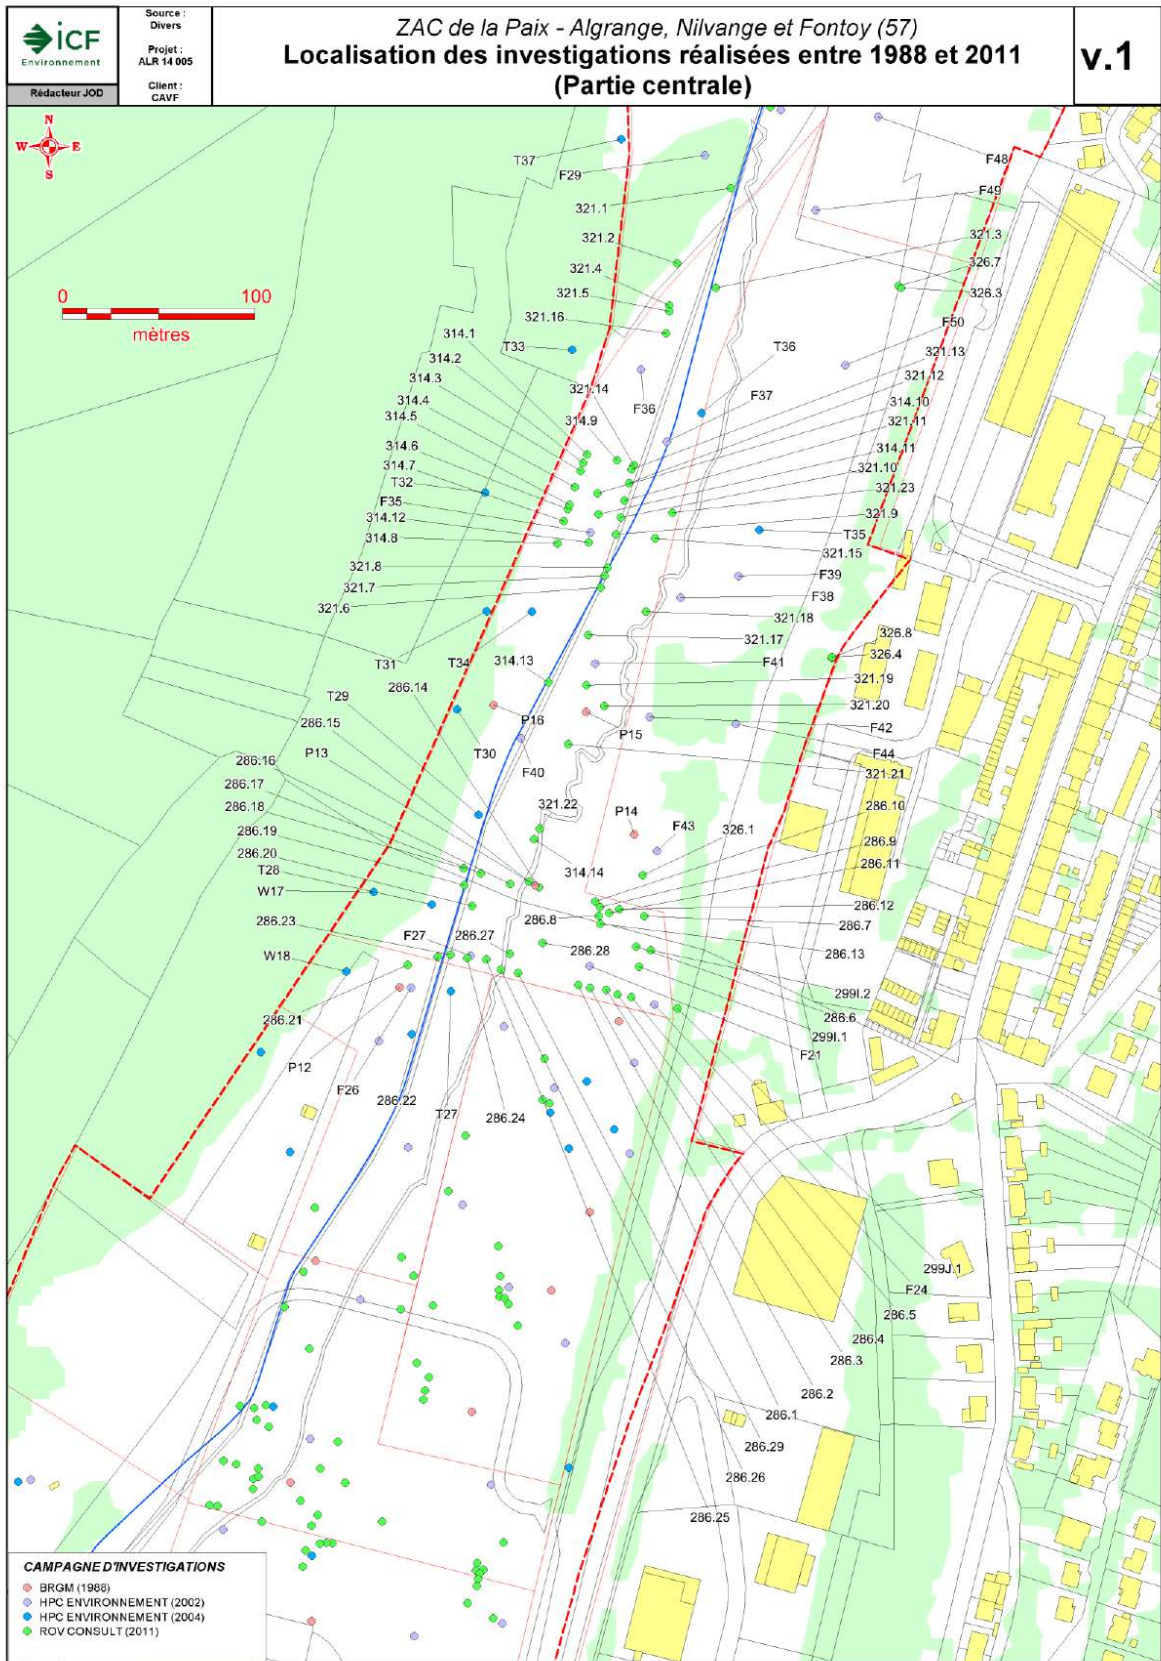 ICF
Environnement
Rédacteur JOD
Source :
Divers
Projet :
ALR 14 005
Client :
CAVF
ZAC de la Paix - Algrange, Nilvange et Fontoy (57)
Localisation des investigations réalisées entre 1988 et 2011
(Partie centrale)
v.1
N
W E
S
0 100
mètres
T37
F29
F48
F49
321.1
321.2
321.3
321.4
326.7
321.5
326.3
321.16
F50
314.1
T33
T36
314.2
321.13
314.3
321.12
314.4
321.14
F36
F37
314.10
314.5
314.9
321.11
314.6
314.11
314.7
321.10
T32
321.23
F35
321.9
314.12
T35
314.8
321.15
321.8
321.7
F39
321.6
F38
321.18
321.17
326.8
T31
T34
314.13
F41
326.4
286.14
321.19
T29
321.20
286.15
P16
P15
F42
P13
T30
F44
286.16
F40
321.21
286.17
286.10
286.18
321.22
P14
F43
326.1
286.19
286.9
286.20
286.11
T28
314.14
W17
286.12
286.23
286.8
286.7
F27
286.27
286.28
286.13
W18
299I.2
286.21
286.6
299I.1
P12
F21
F26
286.22
T27
286.24
299J.1
F24
286.5
286.4
286.3
286.2
286.1
286.29
286.26
286.25
CAMPAGNE D'INVESTIGATIONS
BRGM (1988)
HPC ENVIRONNEMENT (2002)
HPC ENVIRONNEMENT (2004)
ROV CONSULT (2011)